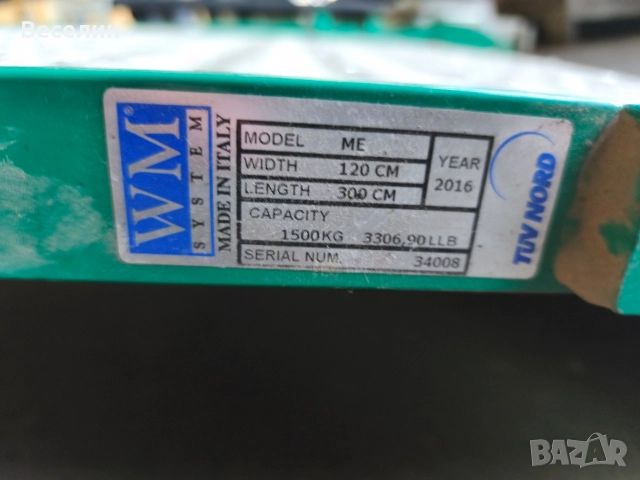 Веселин
WM®
SYSTEM
MADE IN ITALY
MODEL ME
WIDTH 120 CM
LENGTH 300 CM
YEAR
2016
CAPACITY
1500KG 3306,90LLB
SERIAL NUM. 34008
TÜV NORD
BAZAR